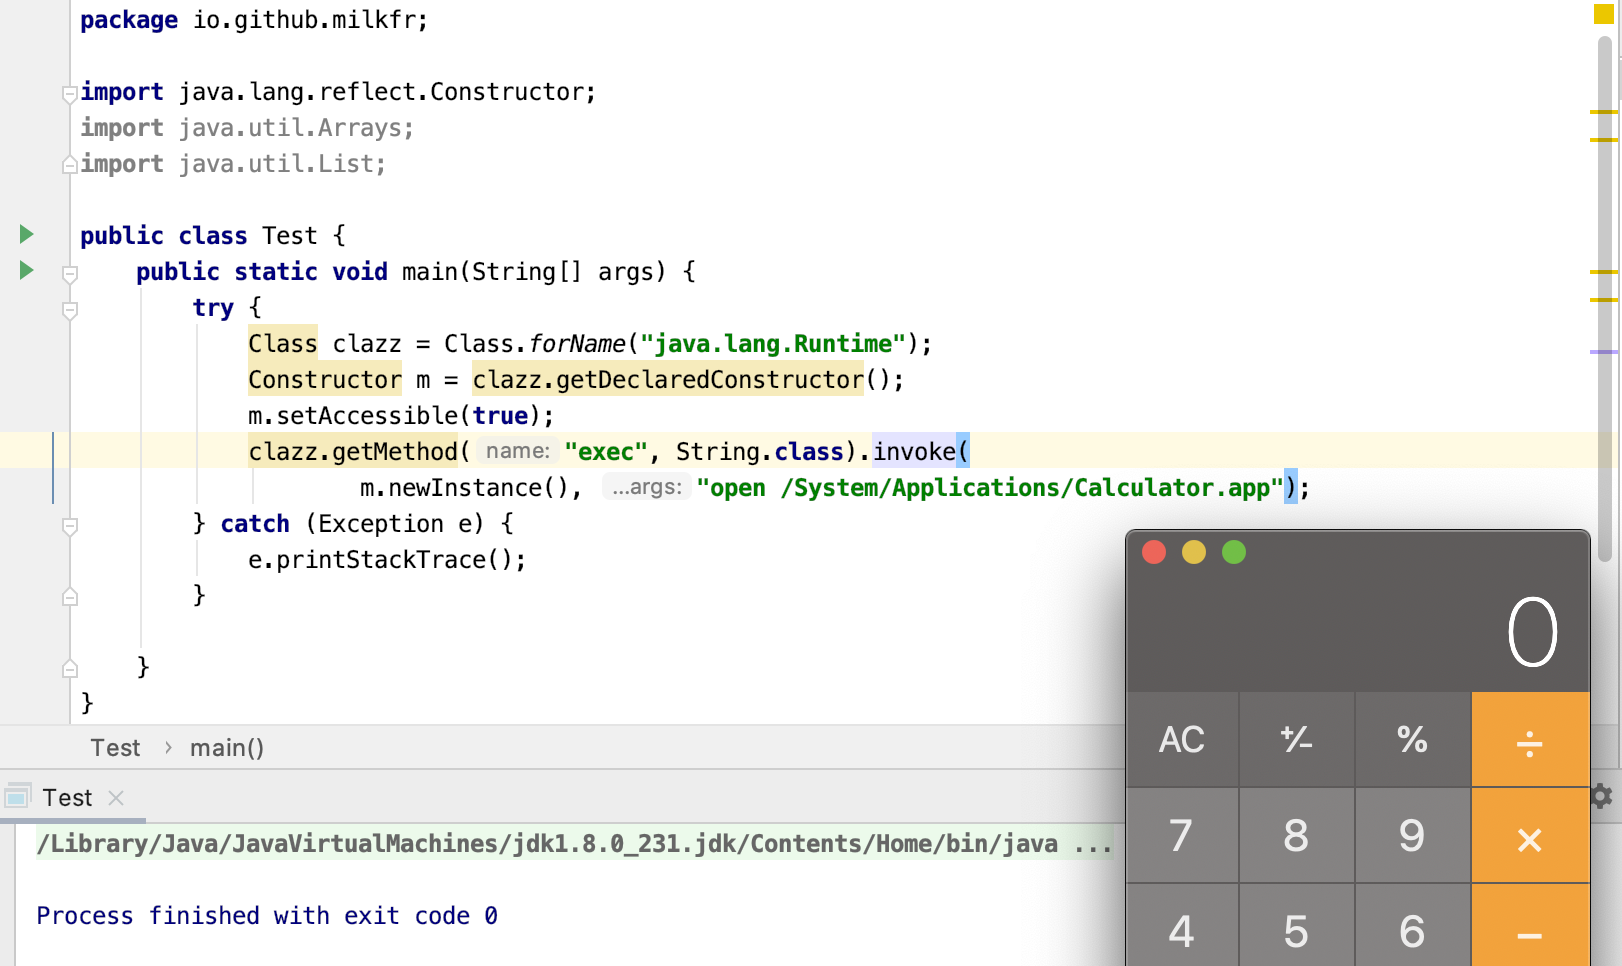 package io.github.milkfr;
import java.lang.reflect.Constructor;
import java.util.Arrays;
import java.util.List;
public class Test {
public static void main(String[] args) {
try {
Class clazz = Class.forName("java.lang.Runtime");
Constructor m = clazz.getDeclaredConstructor();
m.setAccessible(true);
clazz.getMethod( name: "exec", String.class).invoke(
m.newInstance(), ...args: "open /System/Applications/Calculator.app");
} catch (Exception e) {
e.printStackTrace();
}
}
}
Test › main()
Test ×
/Library/Java/JavaVirtualMachines/jdk1.8.0_231.jdk/Contents/Home/bin/java ...
Process finished with exit code 0
0
AC +/- % ÷
7 8 9 ×
4 5 6 −